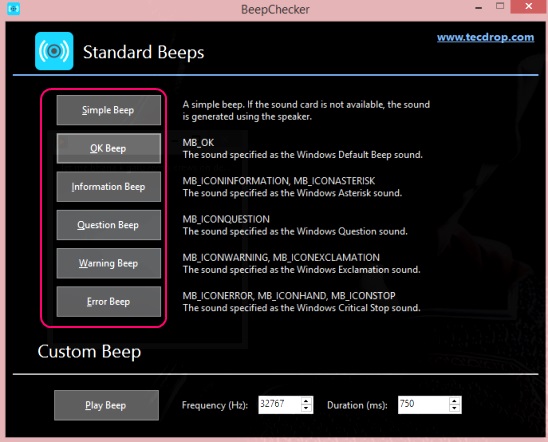 BeepChecker
www.tecdrop.com
Standard Beeps
Simple Beep
A simple beep. If the sound card is not available, the sound
is generated using the speaker.
OK Beep
MB_OK
The sound specified as the Windows Default Beep sound.
Information Beep
MB_ICONINFORMATION, MB_ICONASTERISK
The sound specified as the Windows Asterisk sound.
Question Beep
MB_ICONQUESTION
The sound specified as the Windows Question sound.
Warning Beep
MB_ICONWARNING, MB_ICONEXCLAMATION
The sound specified as the Windows Exclamation sound.
Error Beep
MB_ICONERROR, MB_ICONHAND, MB_ICONSTOP
The sound specified as the Windows Critical Stop sound.
Custom Beep
Play Beep Frequency (Hz): 32767 Duration (ms): 750